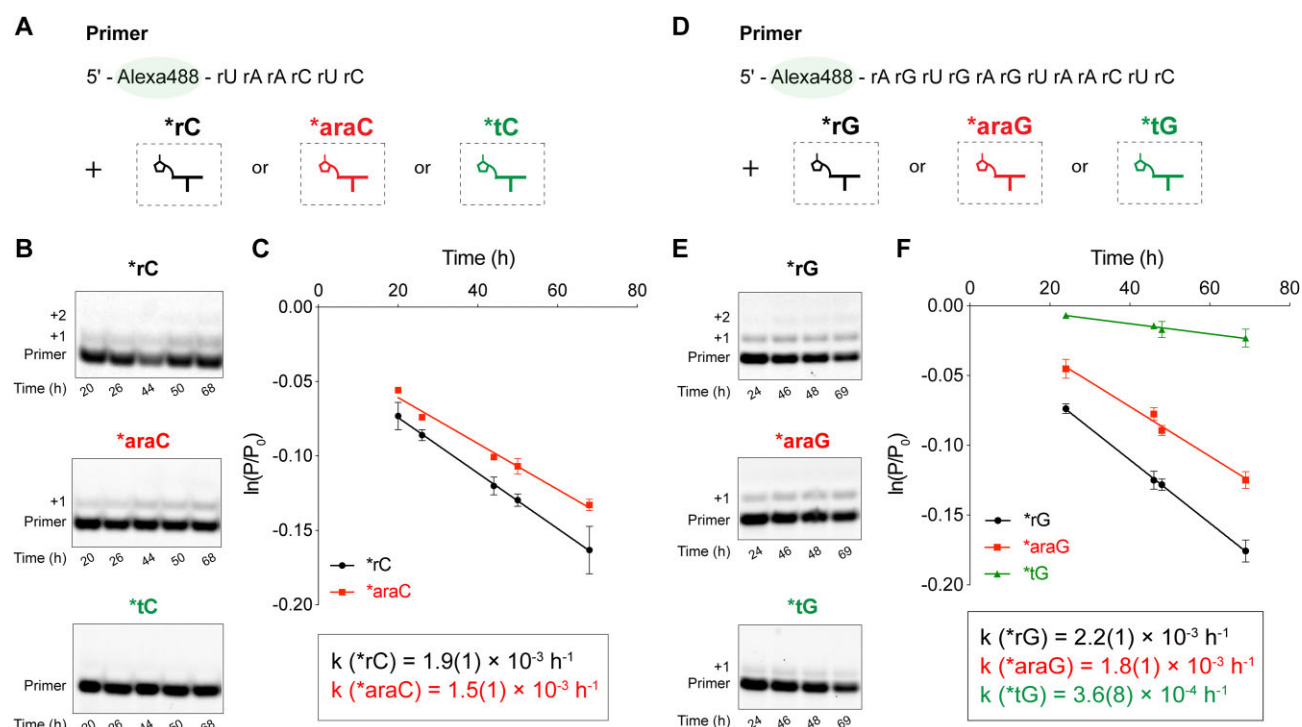 A
Primer
5' - Alexa488 - rU rA rA rC rU rC
*rC
*araC
*tC
+
or
or
B
*rC
+2
+1
Primer
Time (h)
20 26 44 50 68
*araC
+1
Primer
Time (h)
20 26 44 50 68
*tC
Primer
Time (h)
20 26 44 50 68
C
Time (h)
0 20 40 60 80
0.00
-0.05
-0.10
-0.15
-0.20
ln(P/P₀)
*rC
*araC
k (*rC) = 1.9(1) × 10⁻³ h⁻¹
k (*araC) = 1.5(1) × 10⁻³ h⁻¹
D
Primer
5' - Alexa488 - rA rG rU rG rA rG rU rA rA rC rU rC
*rG
*araG
*tG
+
or
or
E
*rG
+2
+1
Primer
Time (h)
24 46 48 69
*araG
+1
Primer
Time (h)
24 46 48 69
*tG
+1
Primer
Time (h)
24 46 48 69
F
Time (h)
0 20 40 60 80
0.00
-0.05
-0.10
-0.15
-0.20
ln(P/P₀)
*rG
*araG
*tG
k (*rG) = 2.2(1) × 10⁻³ h⁻¹
k (*araG) = 1.8(1) × 10⁻³ h⁻¹
k (*tG) = 3.6(8) × 10⁻⁴ h⁻¹